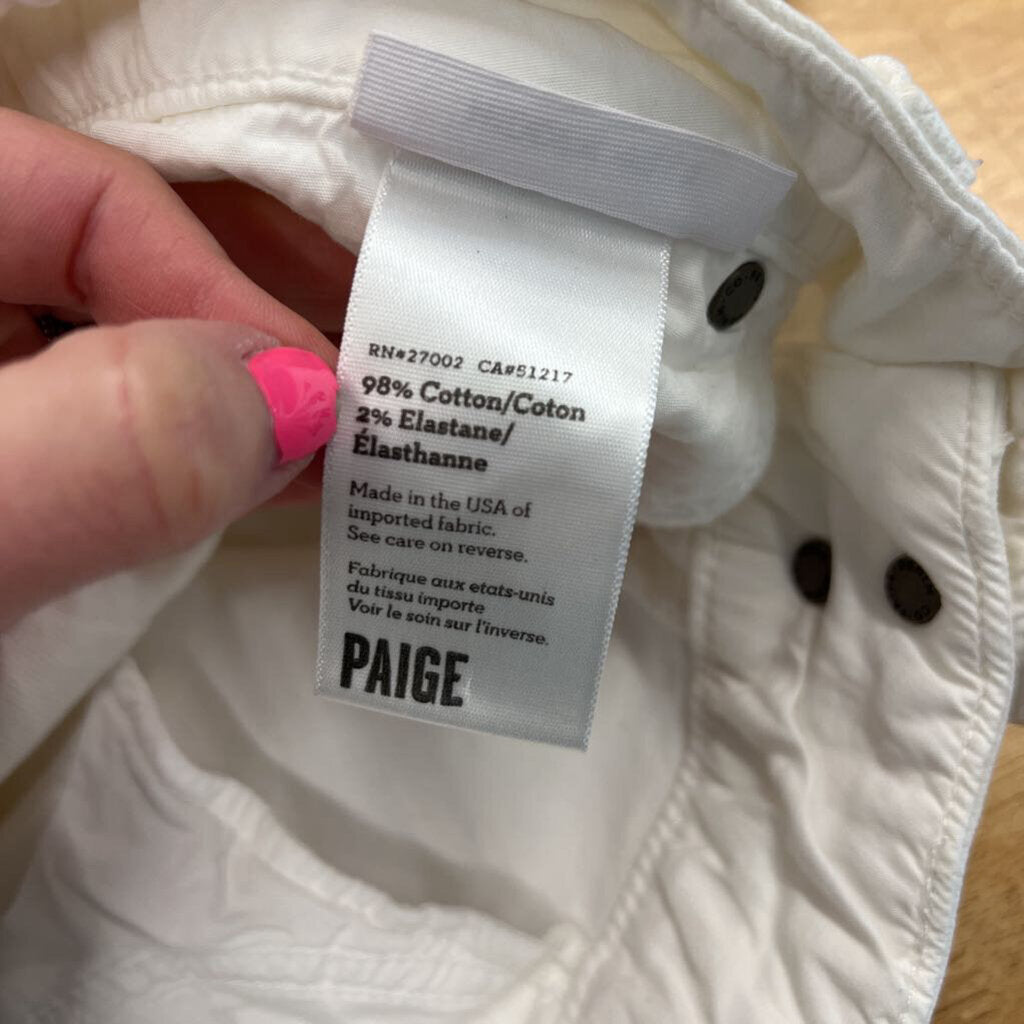 RN#27002 CA#51217
98% Cotton/Coton
2% Elastane/
Élasthanne
Made in the USA of
imported fabric.
See care on reverse.
Fabrique aux etats-unis
du tissu importe
Voir le soin sur l'inverse.
PAIGE